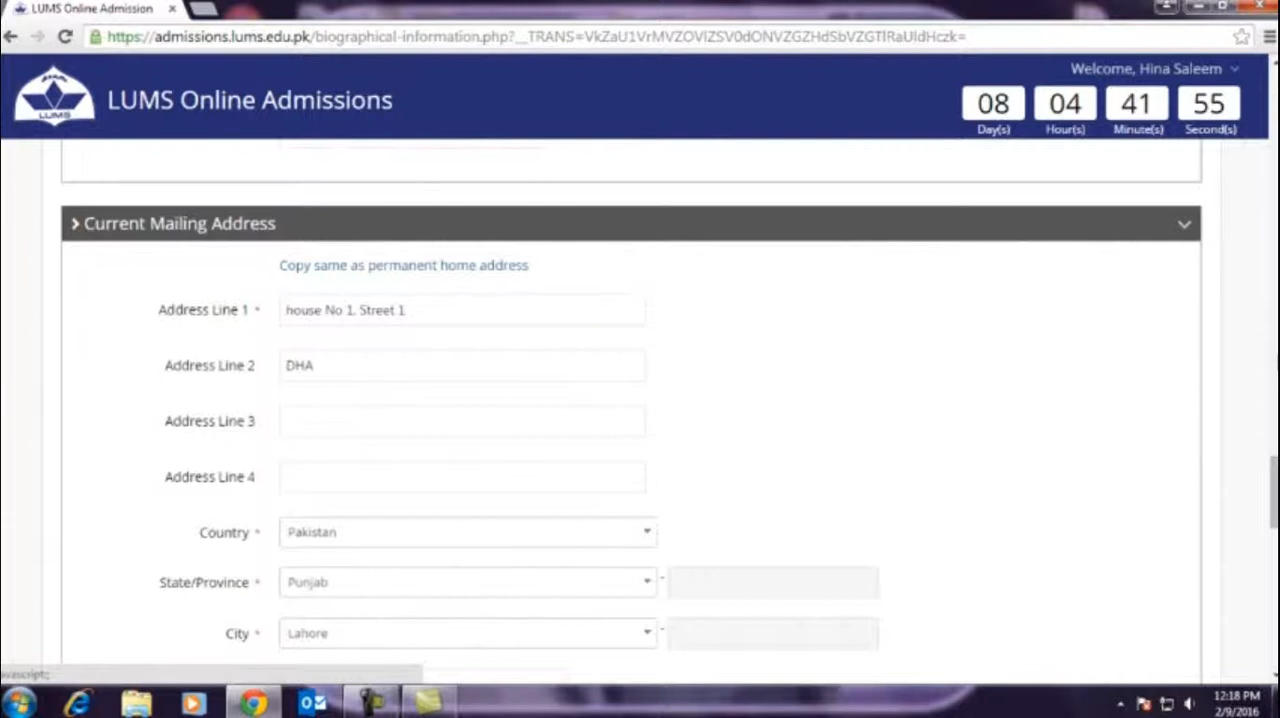 LUMS Online Admission
https://admissions.lums.edu.pk/biographical-information.php?__TRANS=VkZaU1VrMVZOVlZSV0dONVZGZHdSbVZGTlRaUldHczk=
Welcome, Hina Saleem
LUMS
LUMS Online Admissions
08 04 41 55
Day(s) Hour(s) Minute(s) Second(s)
Current Mailing Address
Copy same as permanent home address
Address Line 1 * house No 1. Street 1
Address Line 2 DHA
Address Line 3
Address Line 4
Country * Pakistan
State/Province * Punjab -
City * Lahore -
12:18 PM
2/9/2016